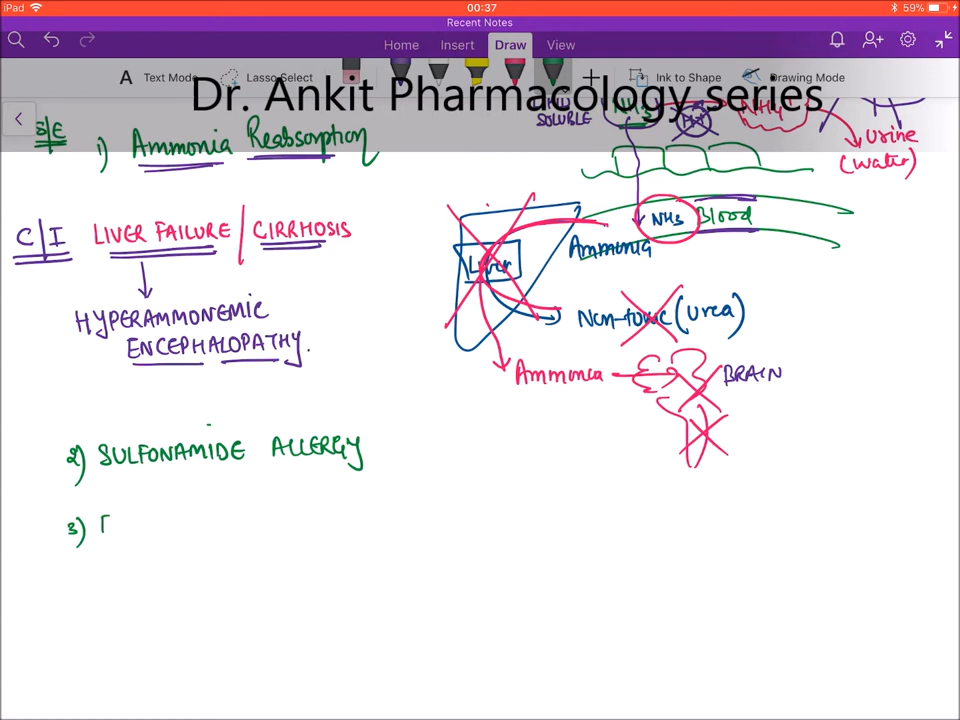 iPad 00:37 59%
Recent Notes
Home Insert Draw View
A Text Mode Lasso Select Ink to Shape Drawing Mode
Dr. Ankit Pharmacology series
S/E
1) Ammonia Reabsorption
SOLUBLE NH3 NH4+
Urine
(water)
C/I LIVER FAILURE / CIRRHOSIS
HYPERAMMONEMIC
ENCEPHALOPATHY.
NH3 Blood
Ammonia
Liver
Non-toxic (Urea)
Ammonia BRAIN
2) SULFONAMIDE ALLERGY
3)